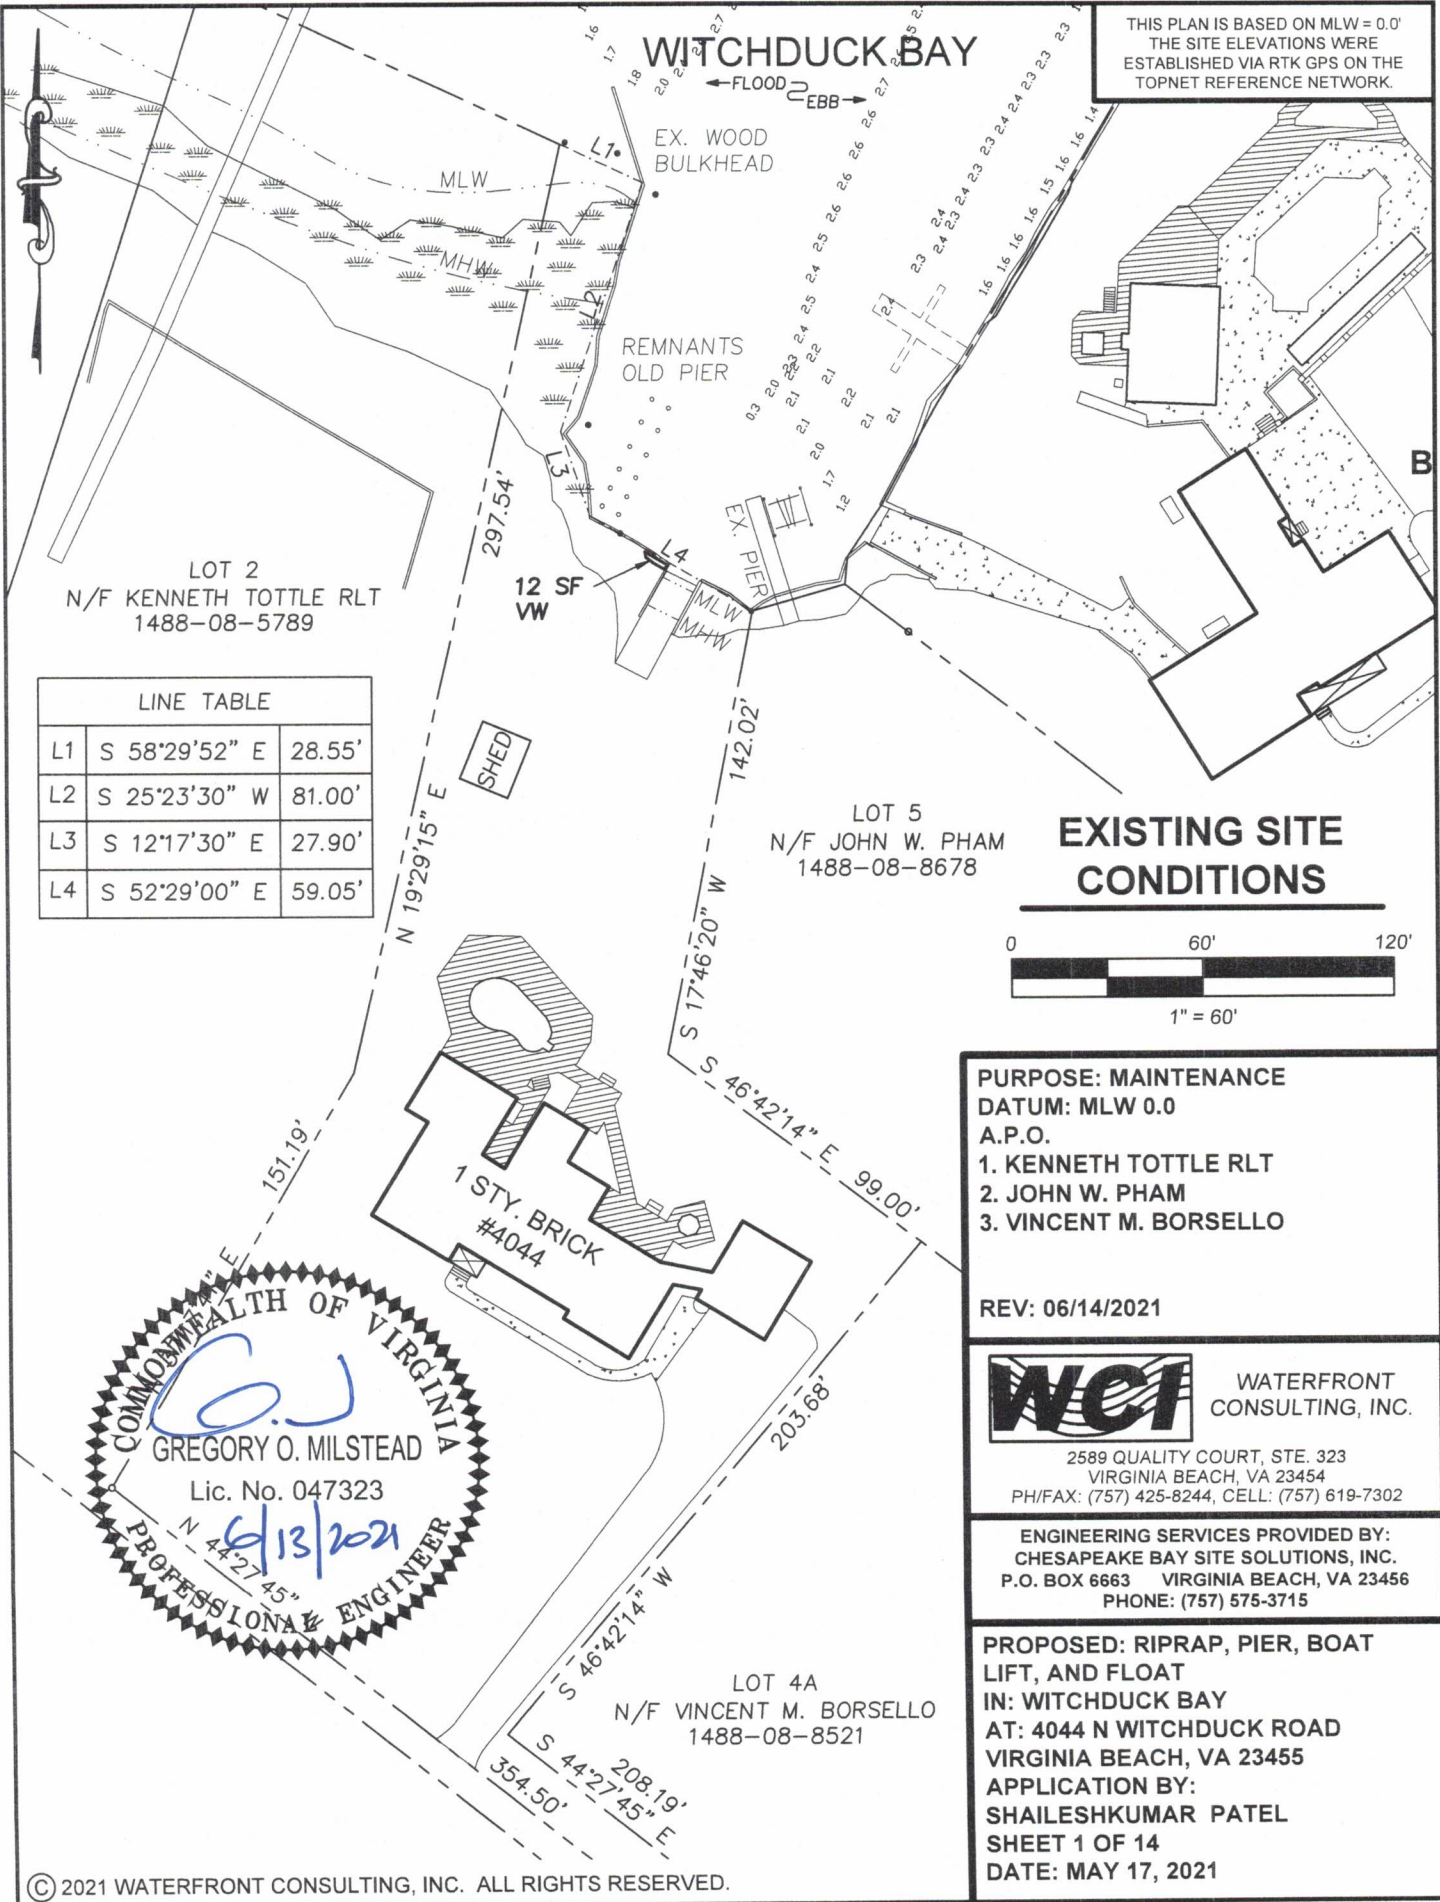 THIS PLAN IS BASED ON MLW = 0.0'
THE SITE ELEVATIONS WERE
ESTABLISHED VIA RTK GPS ON THE
TOPNET REFERENCE NETWORK.
WITCHDUCK BAY
FLOOD
EBB
EX. WOOD
BULKHEAD
L1
MLW
MHW
L2
REMNANTS
OLD PIER
L3
L4
EX. PIER
MLW
MHW
12 SF
VW
B
297.54'
N 19°29'15" E
LOT 2
N/F KENNETH TOTTLE RLT
1488-08-5789
LINE TABLE
L1 S 58°29'52" E 28.55'
L2 S 25°23'30" W 81.00'
L3 S 12°17'30" E 27.90'
L4 S 52°29'00" E 59.05'
SHED
142.02'
S 17°46'20" W
LOT 5
N/F JOHN W. PHAM
1488-08-8678
EXISTING SITE
CONDITIONS
0 60' 120'
1" = 60'
S 46°42'14" E 99.00'
151.19'
1 STY. BRICK
#4044
203.68'
S 46°42'14" W
COMMONWEALTH OF VIRGINIA
GREGORY O. MILSTEAD
Lic. No. 047323
6/13/2021
PROFESSIONAL ENGINEER
N 44°27'45" W
354.50'
208.19'
S 44°27'45" E
LOT 4A
N/F VINCENT M. BORSELLO
1488-08-8521
PURPOSE: MAINTENANCE
DATUM: MLW 0.0
A.P.O.
1. KENNETH TOTTLE RLT
2. JOHN W. PHAM
3. VINCENT M. BORSELLO
REV: 06/14/2021
WCI
WATERFRONT
CONSULTING, INC.
2589 QUALITY COURT, STE. 323
VIRGINIA BEACH, VA 23454
PH/FAX: (757) 425-8244, CELL: (757) 619-7302
ENGINEERING SERVICES PROVIDED BY:
CHESAPEAKE BAY SITE SOLUTIONS, INC.
P.O. BOX 6663 VIRGINIA BEACH, VA 23456
PHONE: (757) 575-3715
PROPOSED: RIPRAP, PIER, BOAT
LIFT, AND FLOAT
IN: WITCHDUCK BAY
AT: 4044 N WITCHDUCK ROAD
VIRGINIA BEACH, VA 23455
APPLICATION BY:
SHAILESHKUMAR PATEL
SHEET 1 OF 14
DATE: MAY 17, 2021
© 2021 WATERFRONT CONSULTING, INC. ALL RIGHTS RESERVED.